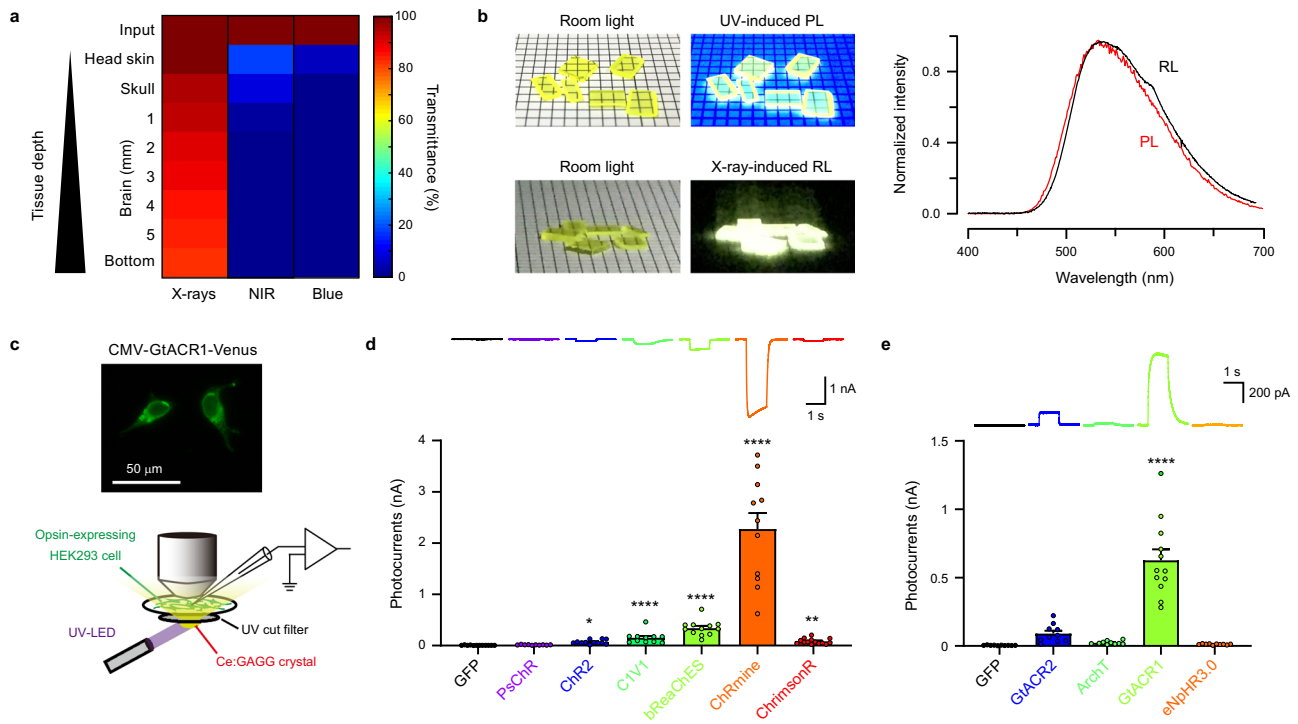 a
Input
Head skin
Skull
1
2
3
4
5
Bottom
Tissue depth
Brain (mm)
X-rays NIR Blue
100
80
60
40
20
0
Transmittance (%)
b
Room light UV-induced PL
Room light X-ray-induced RL
Normalized intensity
0.8
0.4
0.0
RL
PL
400 500 600 700
Wavelength (nm)
c
CMV-GtACR1-Venus
50 μm
Opsin-expressing
HEK293 cell
UV-LED
UV cut filter
Ce:GAGG crystal
d
1 nA
1 s
Photocurrents (nA)
4
3
2
1
0
*
****
****
****
**
GFP
PsChR
ChR2
C1V1
bReaChES
ChRmine
ChrimsonR
e
1 s
200 pA
Photocurrents (nA)
1.5
1
0.5
0
****
GFP
GtACR2
ArchT
GtACR1
eNpHR3.0